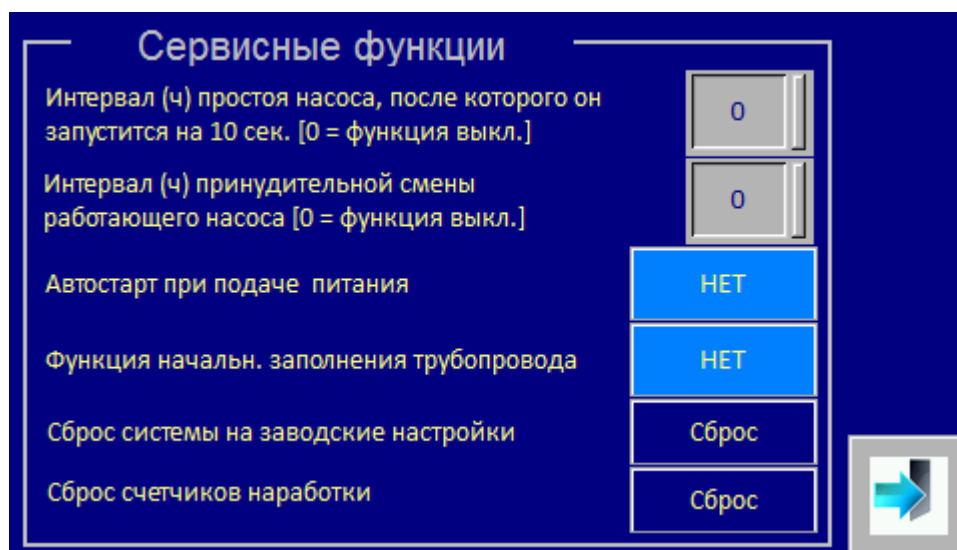 Сервисные функции
Интервал (ч) простоя насоса, после которого он
запустится на 10 сек. [0 = функция выкл.]
0
Интервал (ч) принудительной смены
работающего насоса [0 = функция выкл.]
0
Автостарт при подаче питания
НЕТ
Функция начальн. заполнения трубопровода
НЕТ
Сброс системы на заводские настройки
Сброс
Сброс счетчиков наработки
Сброс